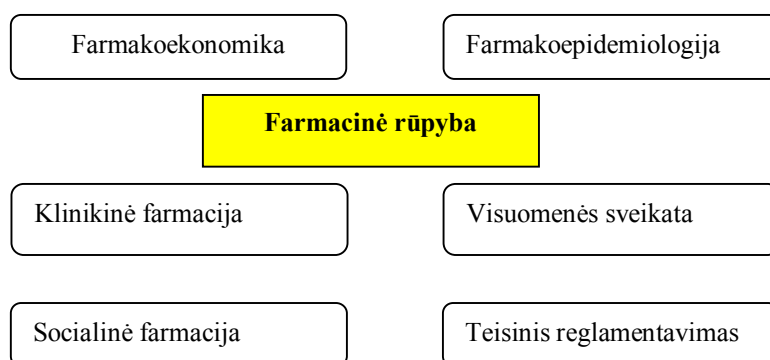 Farmakoekonomika
Farmakoepidemiologija
Farmacinė rūpyba
Klinikinė farmacija
Visuomenės sveikata
Socialinė farmacija
Teisinis reglamentavimas